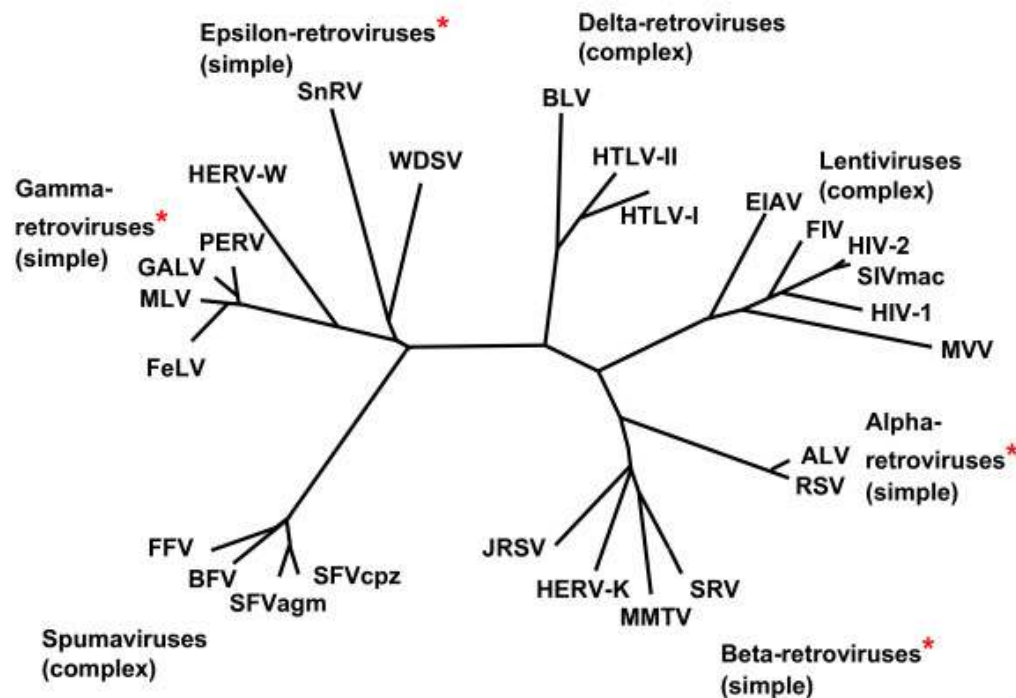 Epsilon-retroviruses*
(simple)
SnRV
WDSV
Delta-retroviruses
(complex)
BLV
HTLV-II
HTLV-I
Lentiviruses
(complex)
EIAV
FIV
HIV-2
SIVmac
HIV-1
MVV
Gamma-
retroviruses*
(simple)
HERV-W
PERV
GALV
MLV
FeLV
Alpha-
retroviruses*
(simple)
ALV
RSV
FFV
BFV
SFVagm
SFVcpz
Spumaviruses
(complex)
JRSV
HERV-K
MMTV
SRV
Beta-retroviruses*
(simple)